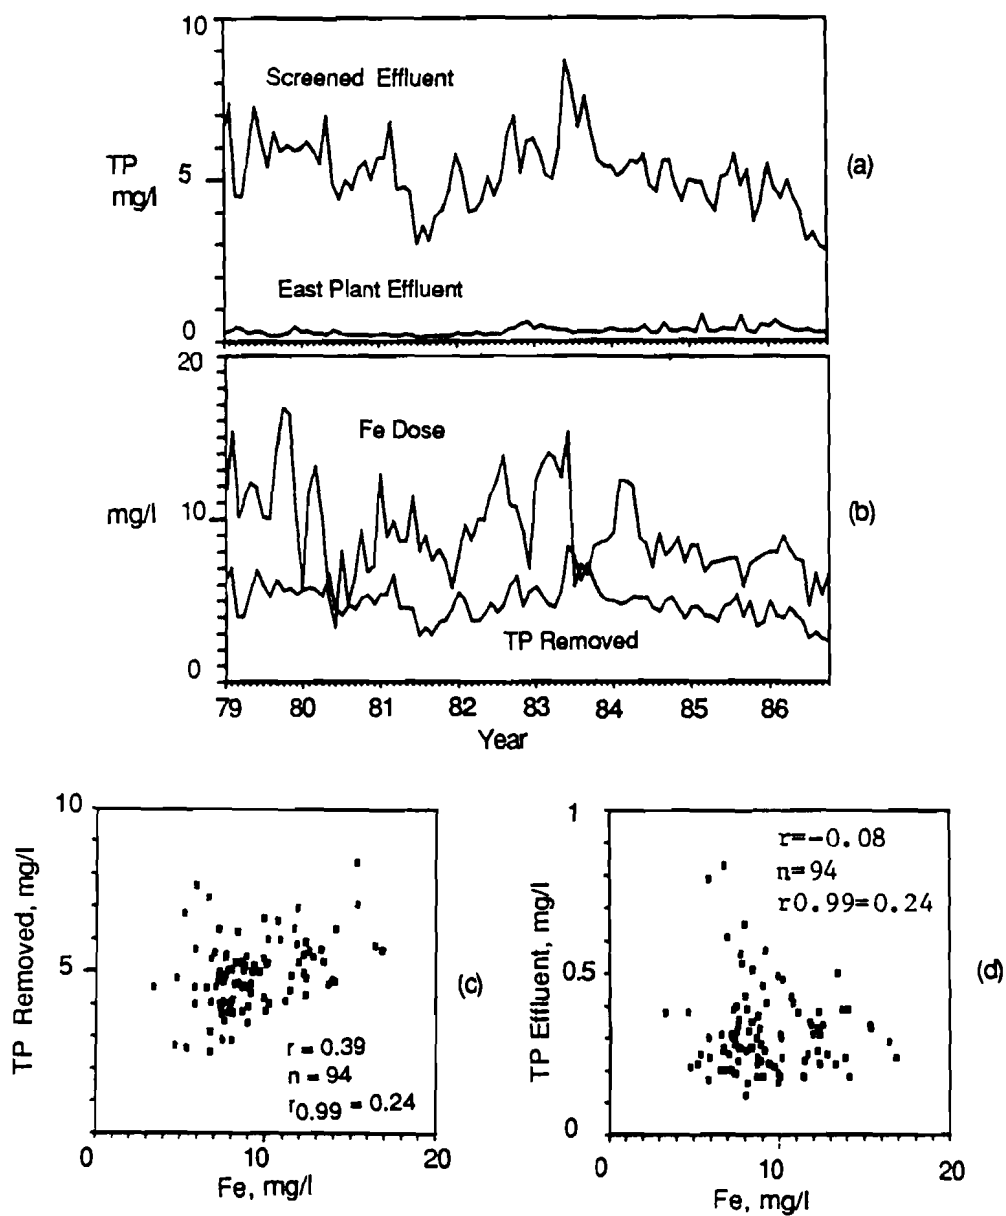 10
Screened Effluent
TP
mg/l
5
(a)
East Plant Effluent
0
20
Fe Dose
mg/l
10
(b)
TP Removed
0
79 80 81 82 83 84 85 86
Year
10
TP Removed, mg/l
5
(c)
r = 0.39
n = 94
r0.99 = 0.24
0 10 20
Fe, mg/l
1
r=-0.08
n=94
r0.99=0.24
TP Effluent, mg/l
0.5
(d)
0
0 10 20
Fe, mg/l